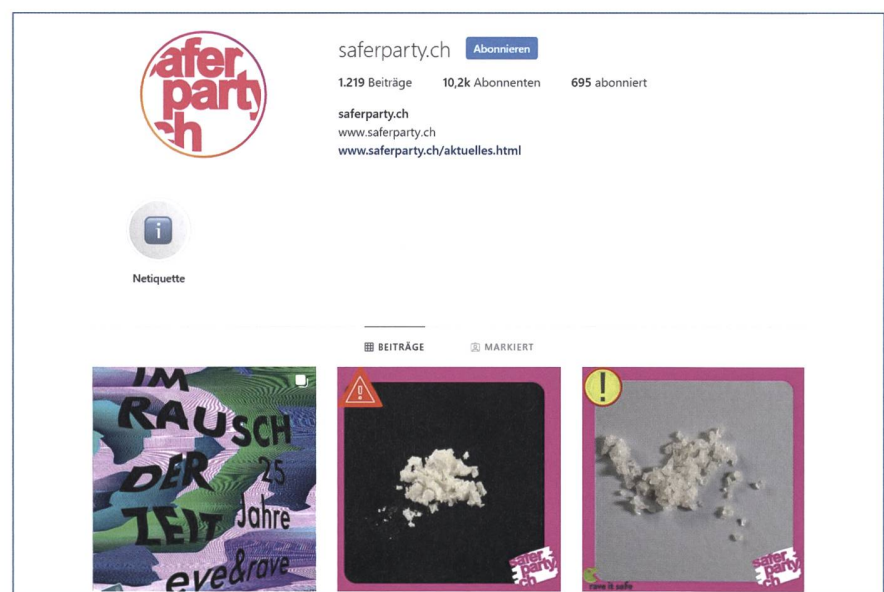 safer
party
ch
saferparty.ch Abonnieren
1.219 Beiträge 10,2k Abonnenten 695 abonniert
saferparty.ch
www.saferparty.ch
www.saferparty.ch/aktuelles.html
i
Netiquette
BEITRÄGE MARKIERT
IM
RAUSCH
DER 25
ZEIT Jahre
eve&rave
!
safer
party
ch
!
rave it safe
safer
party
ch